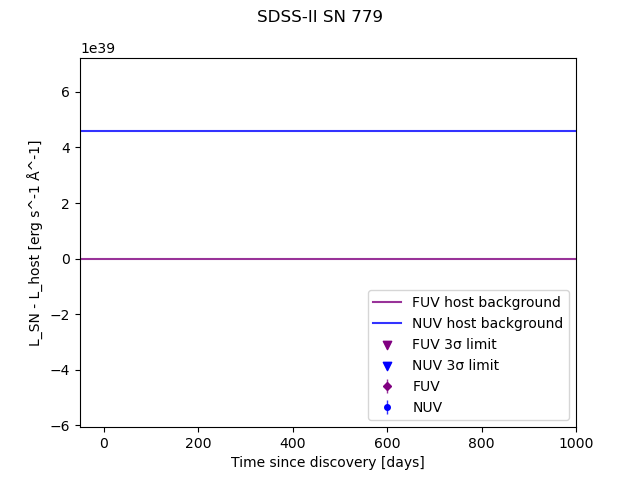 SDSS-II SN 779
1e39
6
4
2
0
−2
−4
−6
L_SN - L_host [erg s^-1 Å^-1]
FUV host background
NUV host background
FUV 3σ limit
NUV 3σ limit
FUV
NUV
0 200 400 600 800 1000
Time since discovery [days]